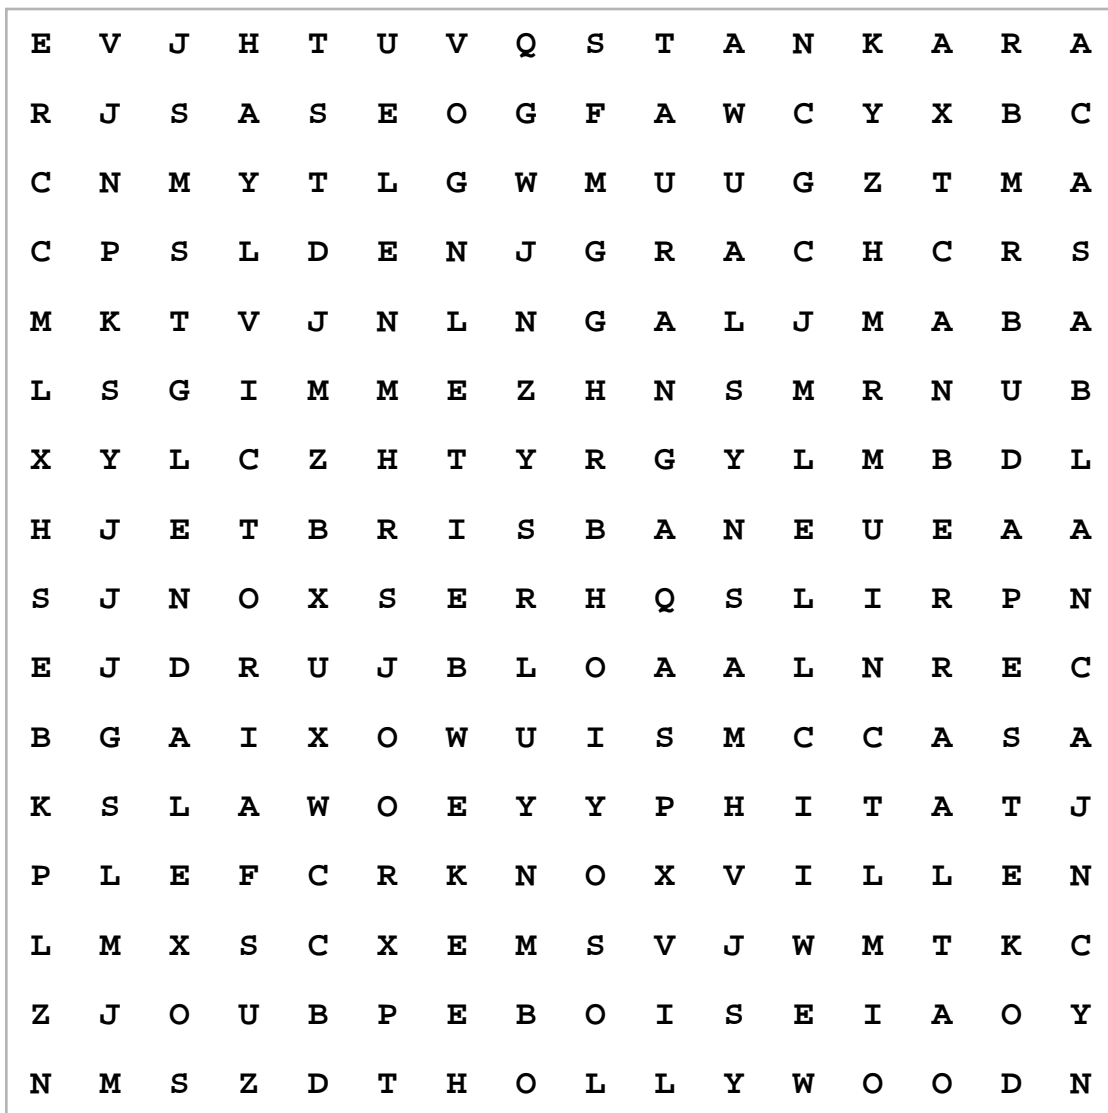 E V J H T U V Q S T A N K A R A
R J S A S E O G F A W C Y X B C
C N M Y T L G W M U U G Z T M A
C P S L D E N J G R A C H C R S
M K T V J N L N G A L J M A B A
L S G I M M E Z H N S M R N U B
X Y L C Z H T Y R G Y L M B D L
H J E T B R I S B A N E U E A A
S J N O X S E R H Q S L I R P N
E J D R U J B L O A A L N R E C
B G A I X O W U I S M C C A S A
K S L A W O E Y Y P H I T A T J
P L E F C R K N O X V I L L E N
L M X S C X E M S V J W M T K C
Z J O U B P E B O I S E I A O Y
N M S Z D T H O L L Y W O O D N